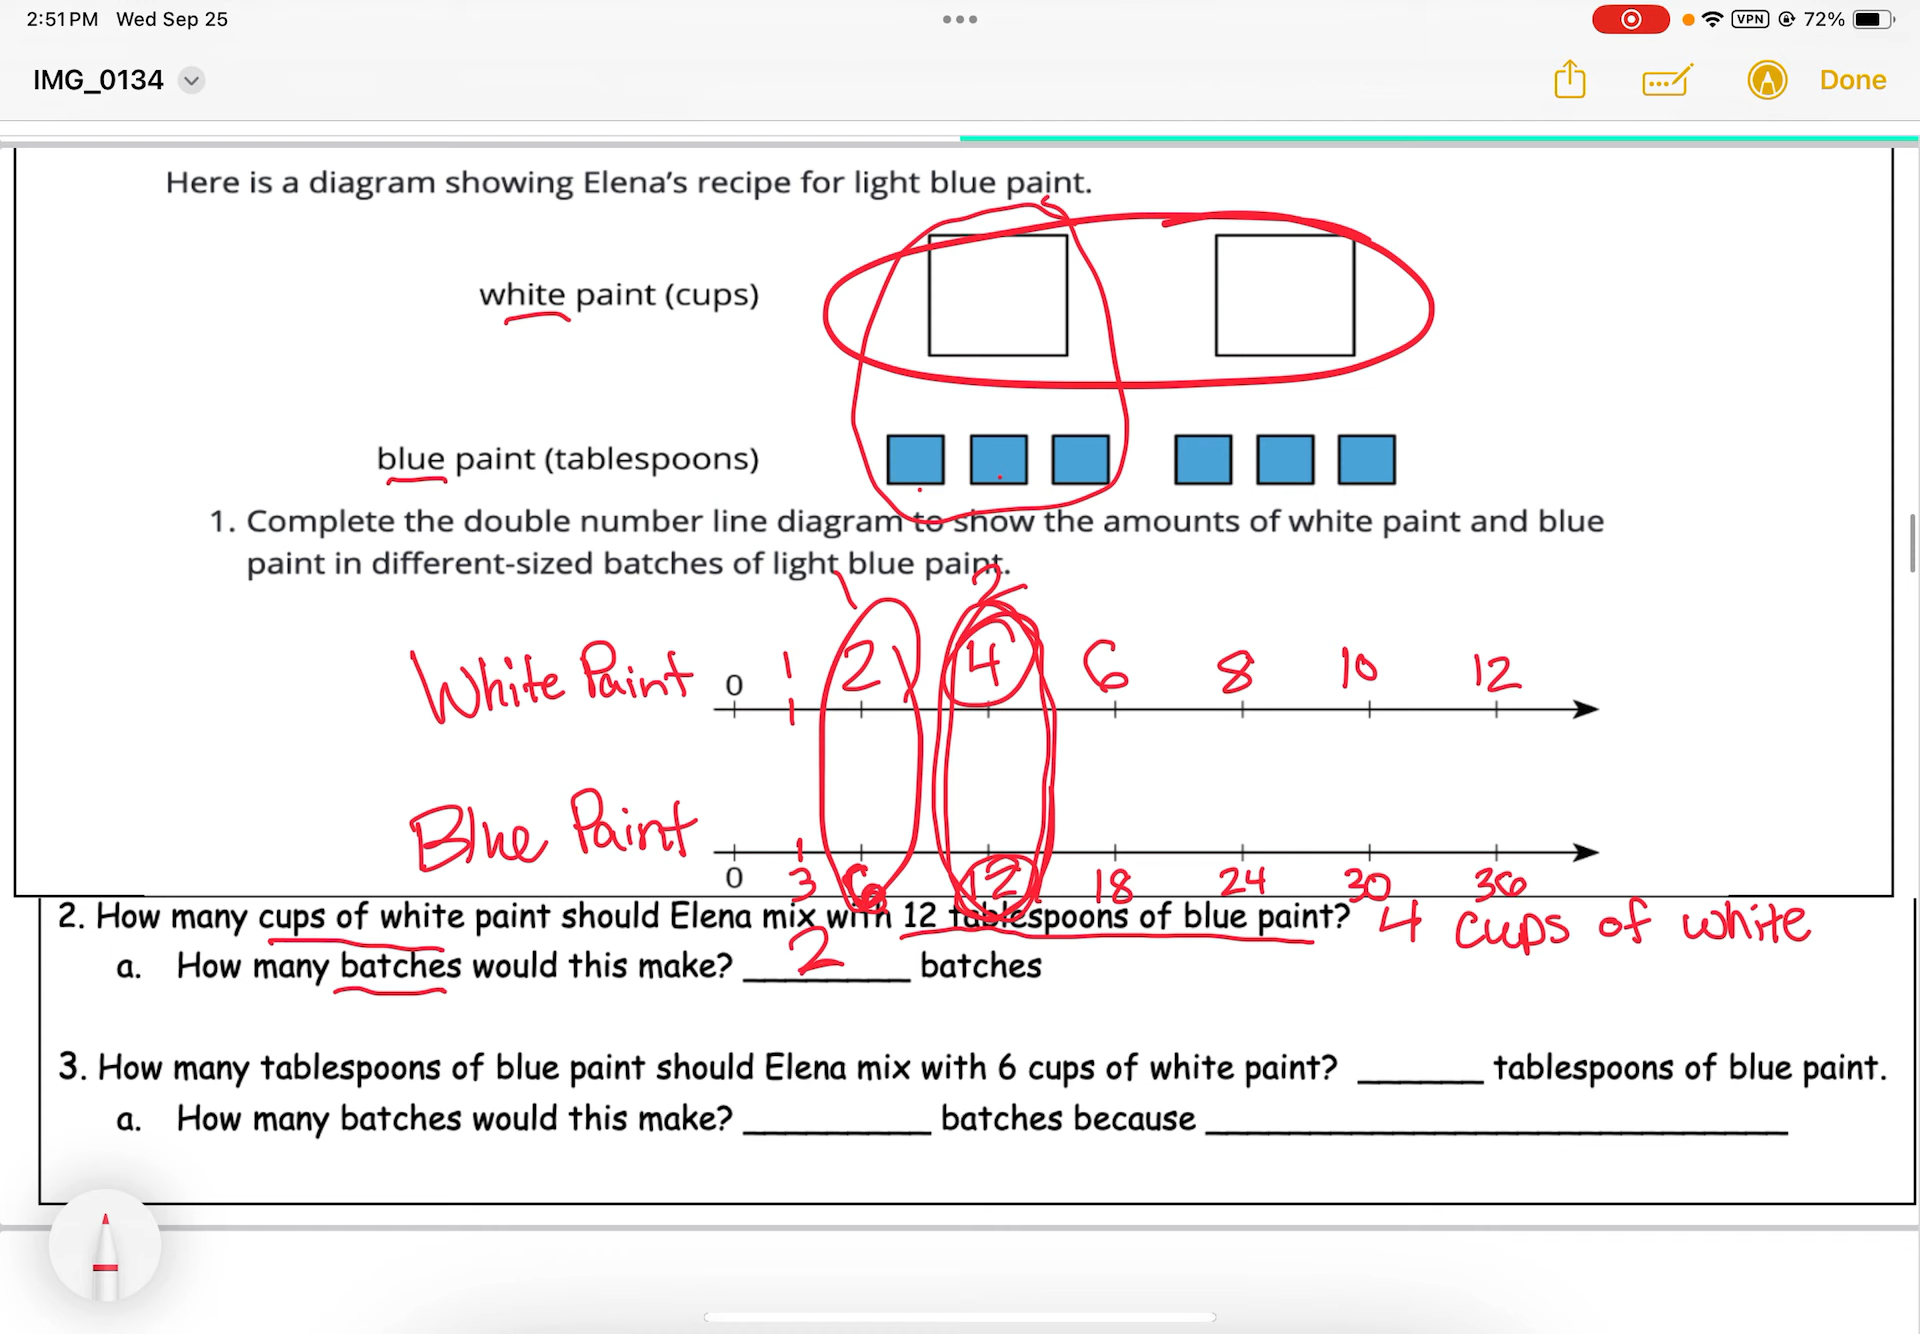 2:51 PM Wed Sep 25
VPN 72%
IMG_0134
Done
Here is a diagram showing Elena's recipe for light blue paint.
white paint (cups)
blue paint (tablespoons)
1. Complete the double number line diagram to show the amounts of white paint and blue
paint in different-sized batches of light blue paint.
1 2
White Paint 0 1 2 4 6 8 10 12
Blue Paint
0 3 6 12 18 24 30 36
2. How many cups of white paint should Elena mix with 12 tablespoons of blue paint? 4 cups of white
a. How many batches would this make? 2 batches
3. How many tablespoons of blue paint should Elena mix with 6 cups of white paint? ______ tablespoons of blue paint.
a. How many batches would this make? _________ batches because ____________________________